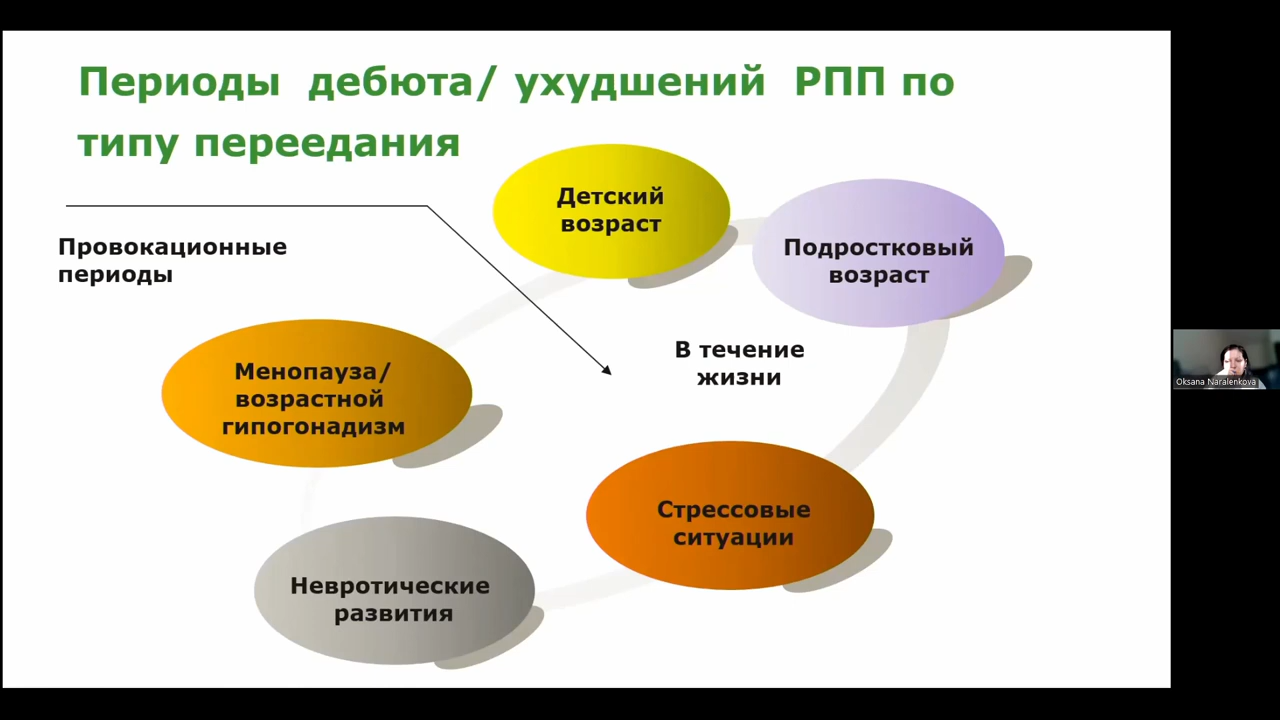 Периоды дебюта/ ухудшений РПП по
типу переедания
Провокационные
периоды
Детский
возраст
Подростковый
возраст
В течение
жизни
Менопауза/
возрастной
гипогонадизм
Стрессовые
ситуации
Невротические
развития
Oksana Naralenkova